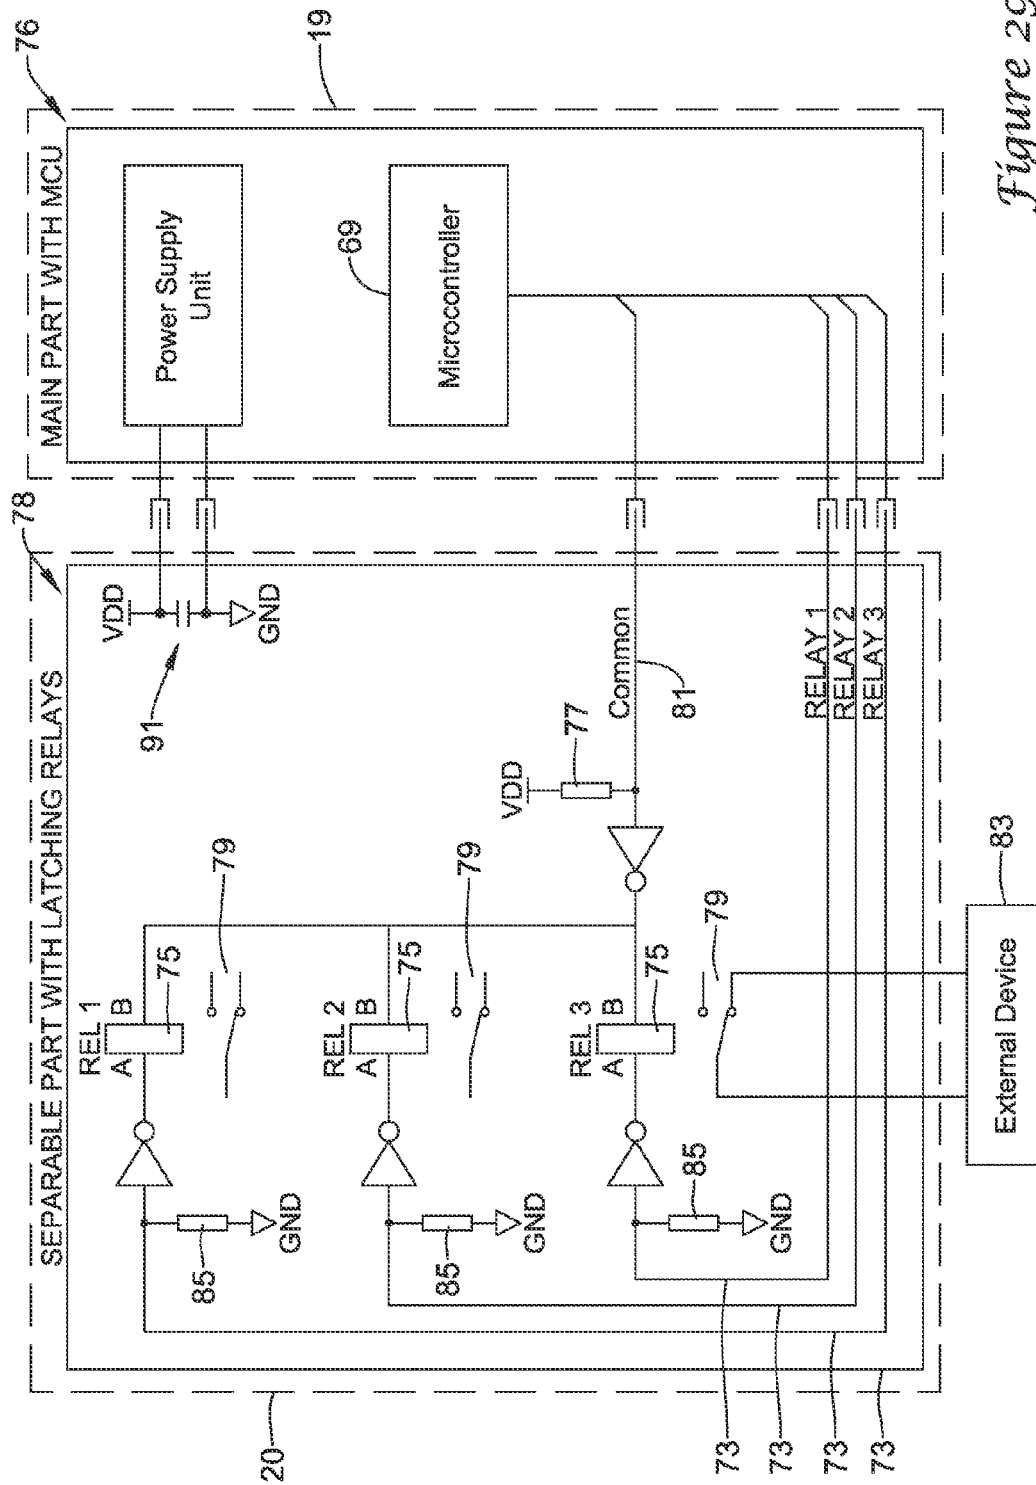 SEPARABLE PART WITH LATCHING RELAYS
78
MAIN PART WITH MCU
76
19
20
VDD
91
GND
Power Supply
Unit
REL 1
A B
75
79
85
GND
REL 2
A B
75
79
85
GND
VDD
77
Common
81
69
Microcontroller
REL 3
A B
75
79
85
GND
RELAY 1
RELAY 2
RELAY 3
73
73
73
73
External Device
83
Figure 29